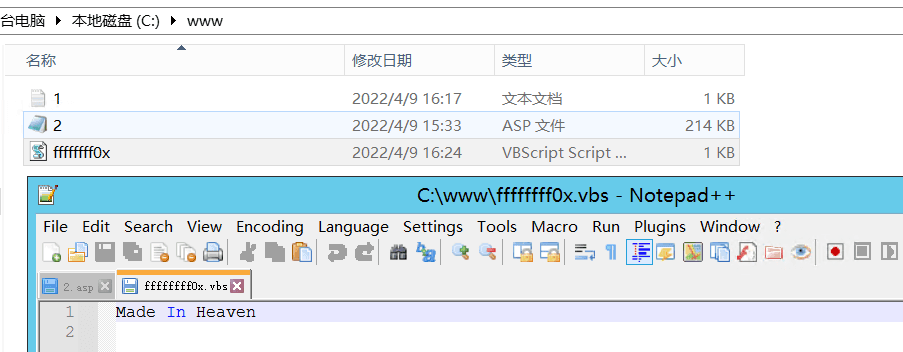 台电脑 ▸ 本地磁盘 (C:) ▸ www
名称 修改日期 类型 大小
1 2022/4/9 16:17 文本文档 1 KB
2 2022/4/9 15:33 ASP 文件 214 KB
ffffffff0x 2022/4/9 16:24 VBScript Script ... 1 KB
C:\www\ffffffff0x.vbs - Notepad++
File Edit Search View Encoding Language Settings Tools Macro Run Plugins Window ?
2.asp ffffffff0x.vbs
1 Made In Heaven
2